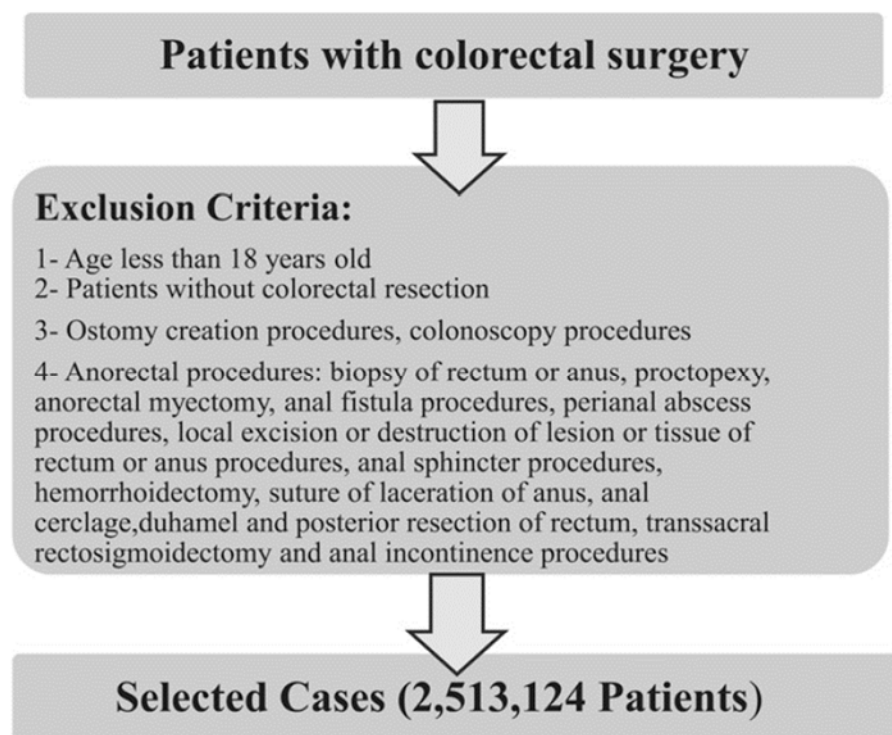 Patients with colorectal surgery
Exclusion Criteria:
1- Age less than 18 years old
2- Patients without colorectal resection
3- Ostomy creation procedures, colonoscopy procedures
4- Anorectal procedures: biopsy of rectum or anus, proctopexy,
anorectal myectomy, anal fistula procedures, perianal abscess
procedures, local excision or destruction of lesion or tissue of
rectum or anus procedures, anal sphincter procedures,
hemorrhoidectomy, suture of laceration of anus, anal
cerclage,duhamel and posterior resection of rectum, transsacral
rectosigmoidectomy and anal incontinence procedures
Selected Cases (2,513,124 Patients)